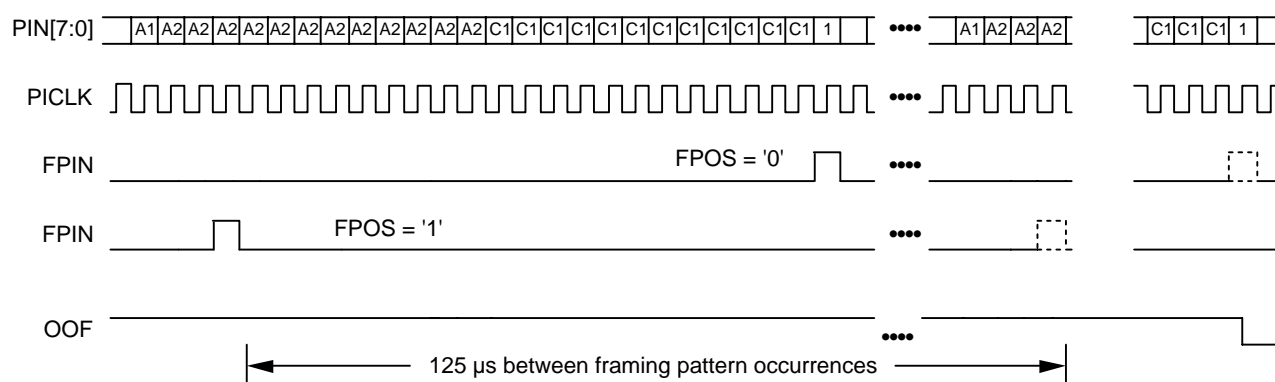 PIN[7:0] A1 A2 A2 A2 A2 A2 A2 A2 A2 A2 A2 A2 A2 C1 C1 C1 C1 C1 C1 C1 C1 C1 C1 C1 C1 1 •••• A1 A2 A2 A2 C1 C1 C1 1
PICLK ••••
FPIN FPOS = '0' ••••
FPIN FPOS = '1' ••••
OOF ••••
125 µs between framing pattern occurrences